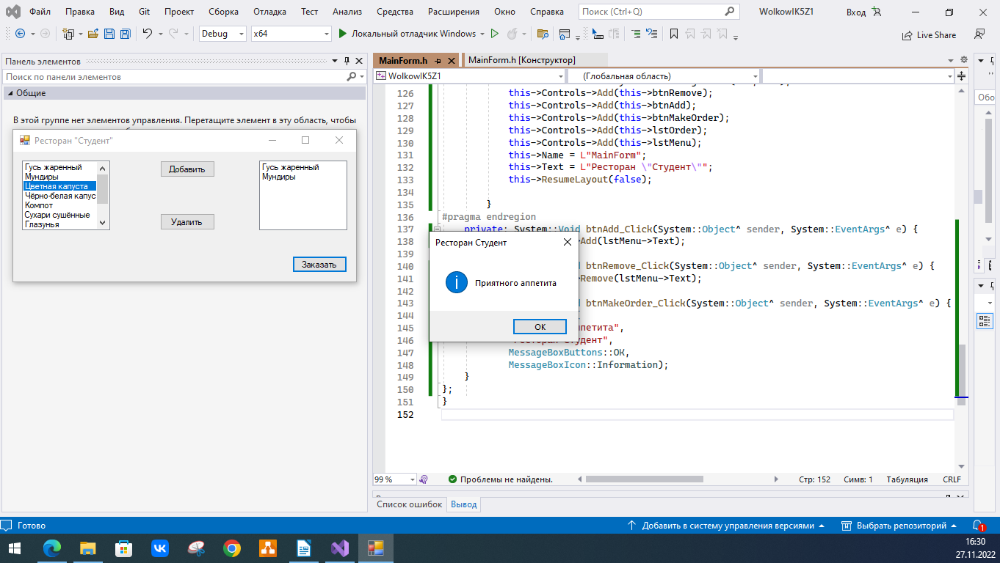 Файл Правка Вид Git Проект Сборка Отладка Тест Анализ Средства Расширения Окно Справка Поиск (Ctrl+Q) WolkowIK5Z1 Вход
Debug x64 Локальный отладчик Windows Live Share
Панель элементов
Поиск по панели элементов
Общие
В этой группе нет элементов управления. Перетащите элемент в эту область, чтобы
Ресторан "Студент"
Гусь жаренный
Мундиры
Цветная капуста
Чёрно-белая капус
Компот
Сухари сушённые
Глазунья
Добавить
Удалить
Гусь жаренный
Мундиры
Заказать
MainForm.h MainForm.h [Конструктор]
WolkowIK5Z1 (Глобальная область)
126 this->Controls->Add(this->btnRemove);
127 this->Controls->Add(this->btnAdd);
128 this->Controls->Add(this->btnMakeOrder);
129 this->Controls->Add(this->lstOrder);
130 this->Controls->Add(this->lstMenu);
131 this->Name = L"MainForm";
132 this->Text = L"Ресторан \"Студент\"";
133 this->ResumeLayout(false);
134
135 }
136 #pragma endregion
137 private: System::Void btnAdd_Click(System::Object^ sender, System::EventArgs^ e) {
138 Add(lstMenu->Text);
139
140 btnRemove_Click(System::Object^ sender, System::EventArgs^ e) {
141 Remove(lstMenu->Text);
142
143 btnMakeOrder_Click(System::Object^ sender, System::EventArgs^ e) {
144
145 петита",
146 "Ресторан Студент",
147 MessageBoxButtons::OK,
148 MessageBoxIcon::Information);
149 }
150 };
151 }
152
Ресторан Студент
Приятного аппетита
OK
Обо
99 % Проблемы не найдены. Стр: 152 Симв: 1 Табуляция CRLF
Список ошибок Вывод
Готово Добавить в систему управления версиями Выбрать репозиторий 1
16:30
27.11.2022